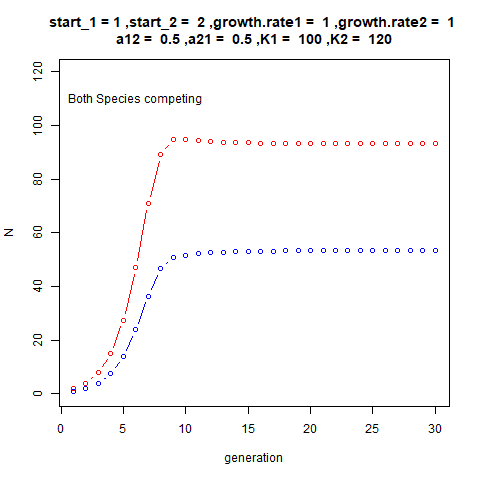 start_1 = 1 ,start_2 = 2 ,growth.rate1 = 1 ,growth.rate2 = 1
a12 = 0.5 ,a21 = 0.5 ,K1 = 100 ,K2 = 120
Both Species competing
120
100
80
60
40
20
0
N
0 5 10 15 20 25 30
generation